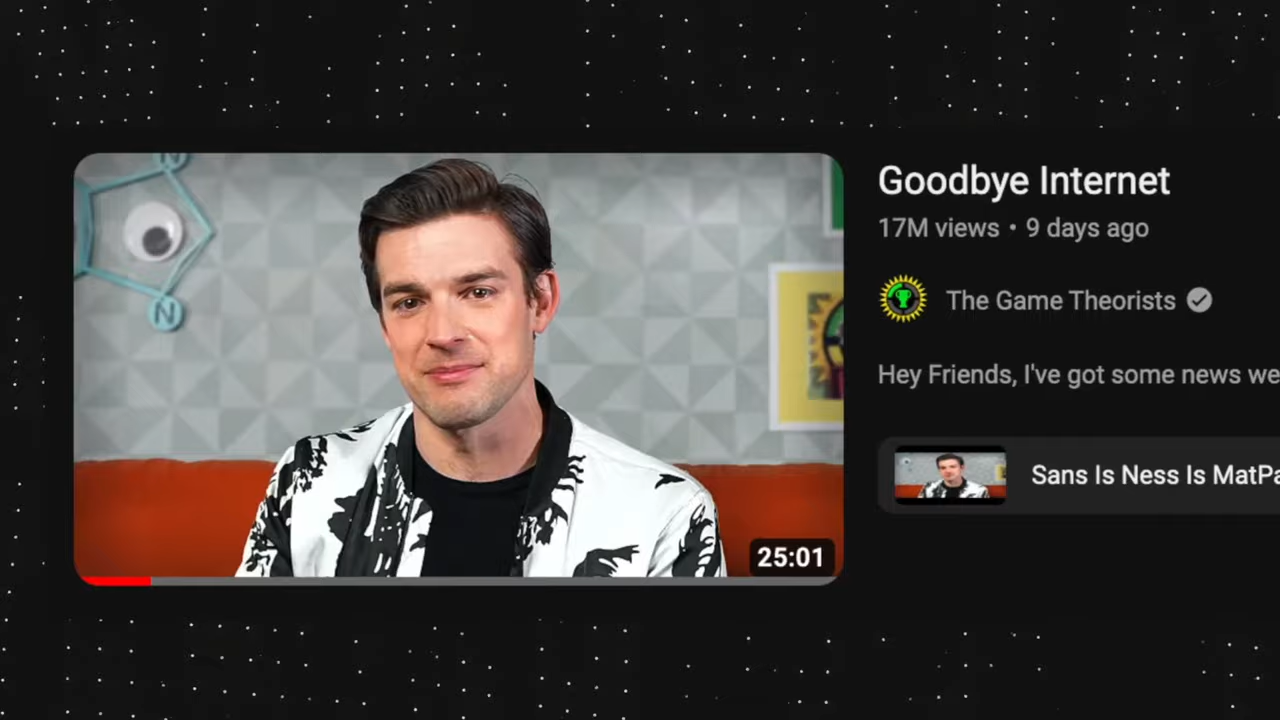 Goodbye Internet
17M views • 9 days ago
The Game Theorists
Hey Friends, I've got some news we
Sans Is Ness Is MatPa
25:01
N
N